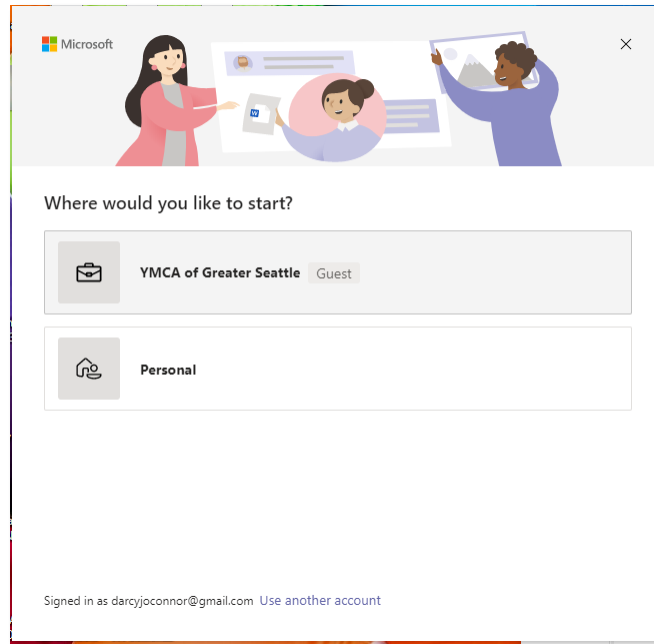 Microsoft
W
Where would you like to start?
YMCA of Greater Seattle Guest
Personal
Signed in as darcyjoconnor@gmail.com Use another account